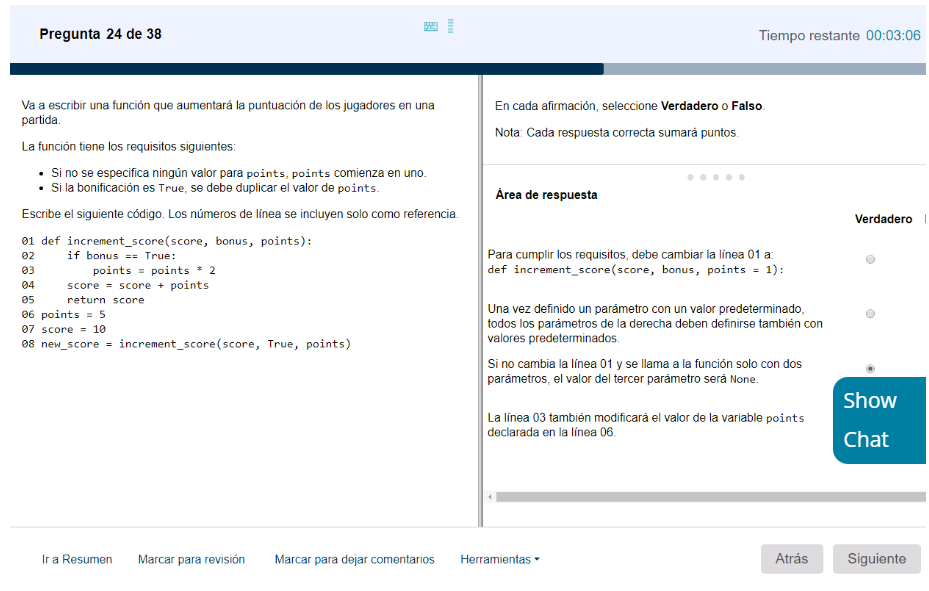 Pregunta 24 de 38
Tiempo restante 00:03:06
Va a escribir una función que aumentará la puntuación de los jugadores en una
partida.
La función tiene los requisitos siguientes:
• Si no se especifica ningún valor para points, points comienza en uno.
• Si la bonificación es True, se debe duplicar el valor de points.
Escribe el siguiente código. Los números de línea se incluyen solo como referencia.
01 def increment_score(score, bonus, points):
02     if bonus == True:
03         points = points * 2
04     score = score + points
05     return score
06 points = 5
07 score = 10
08 new_score = increment_score(score, True, points)
En cada afirmación, seleccione Verdadero o Falso.
Nota: Cada respuesta correcta sumará puntos.
Área de respuesta
Verdadero
Para cumplir los requisitos, debe cambiar la línea 01 a:
def increment_score(score, bonus, points = 1):
Una vez definido un parámetro con un valor predeterminado,
todos los parámetros de la derecha deben definirse también con
valores predeterminados.
Si no cambia la línea 01 y se llama a la función solo con dos
parámetros, el valor del tercer parámetro será None.
La línea 03 también modificará el valor de la variable points
declarada en la línea 06.
Show
Chat
Ir a Resumen
Marcar para revisión
Marcar para dejar comentarios
Herramientas
Atrás
Siguiente